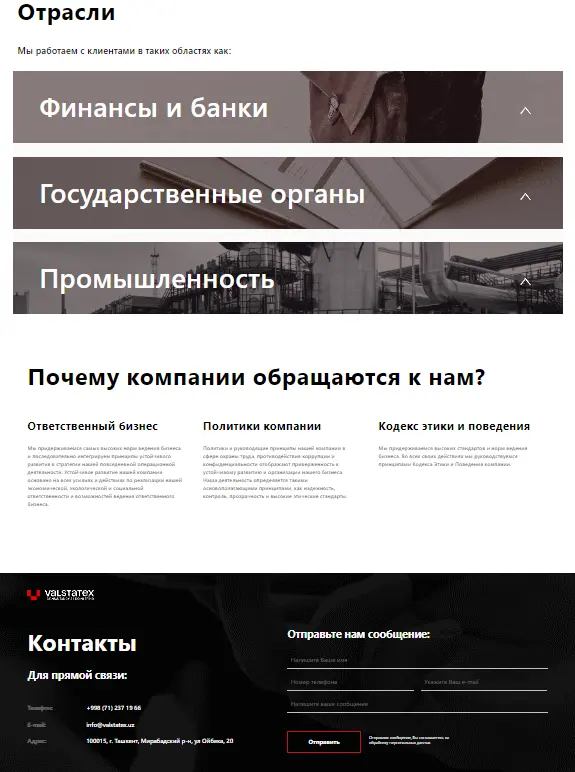 Отрасли
Мы работаем с клиентами в таких областях как:
Финансы и банки
Государственные органы
Промышленность
Почему компании обращаются к нам?
Ответственный бизнес
Мы придерживаемся самых высоких норм ведения бизнеса
и последовательно интегрируем принципы устойчивого
развития в стратегии нашей повседневной операционной
деятельности. Устойчивое развитие нашей компании
основано на всех усилиях и действиях по реализации нашей
экономической, экологической и социальной
ответственности и возможностей ведения ответственного
бизнеса.
Политики компании
Политики и руководящие принципы нашей компании в
сфере охраны труда, противодействия коррупции и
конфиденциальности отображают приверженность к
устойчивому развитию и организации нашего бизнеса.
Наша деятельность определяется такими
основополагающими принципами, как надежность,
контроль, прозрачность и высокие этические стандарты.
Кодекс этики и поведения
Мы придерживаемся высоких стандартов и норм ведения
бизнеса. Во всех своих действиях мы руководствуемся
принципами Кодекса Этики и Поведения компании.
VALSTATEX
Контакты
Для прямой связи:
Телефон: +998 (71) 237 19 66
E-mail: info@valstatex.uz
Адрес: 100015, г. Ташкент, Мирабадский р-н, ул Ойбека, 20
Отправьте нам сообщение:
Напишите Ваше имя
Номер телефона Укажите Ваш e-mail
Напишите ваше сообщение
Отправить
Отправляя сообщение, Вы соглашаетесь на
обработку персональных данных